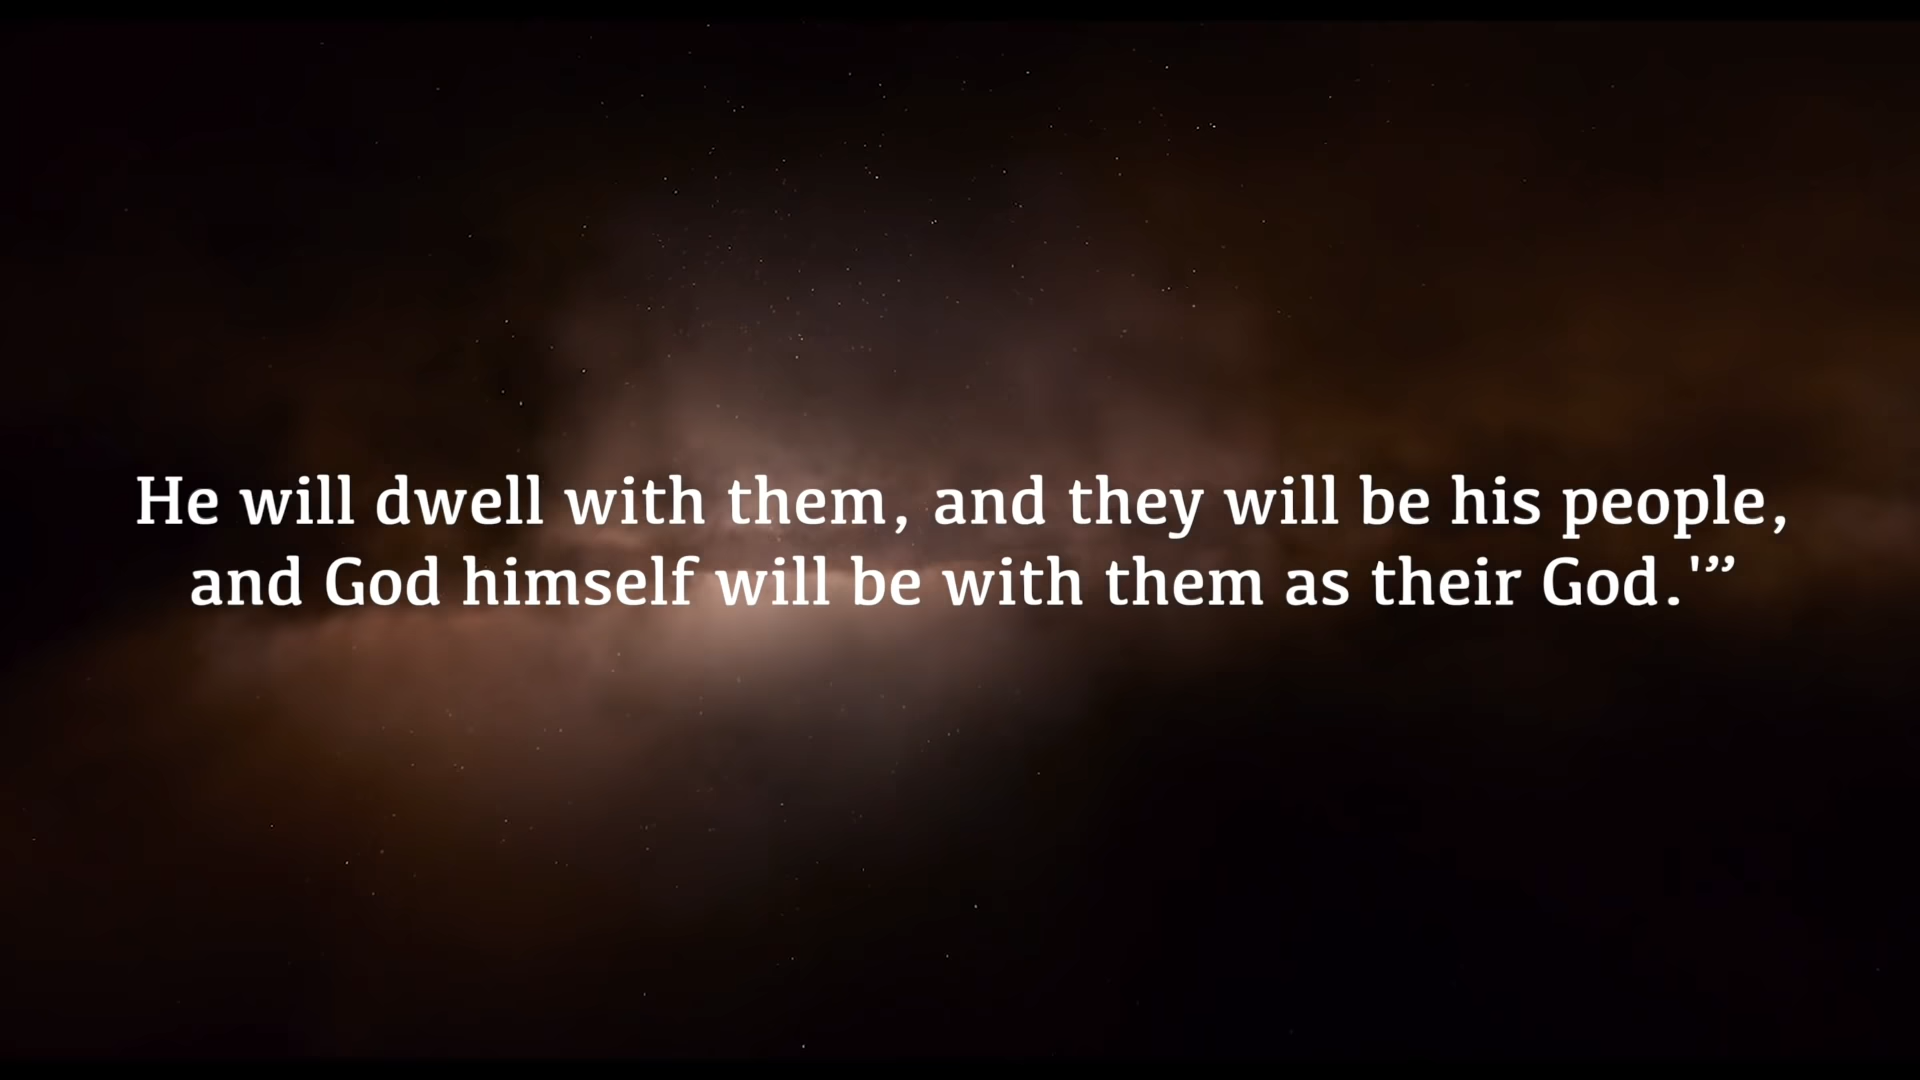 He will dwell with them, and they will be his people,
and God himself will be with them as their God.'”